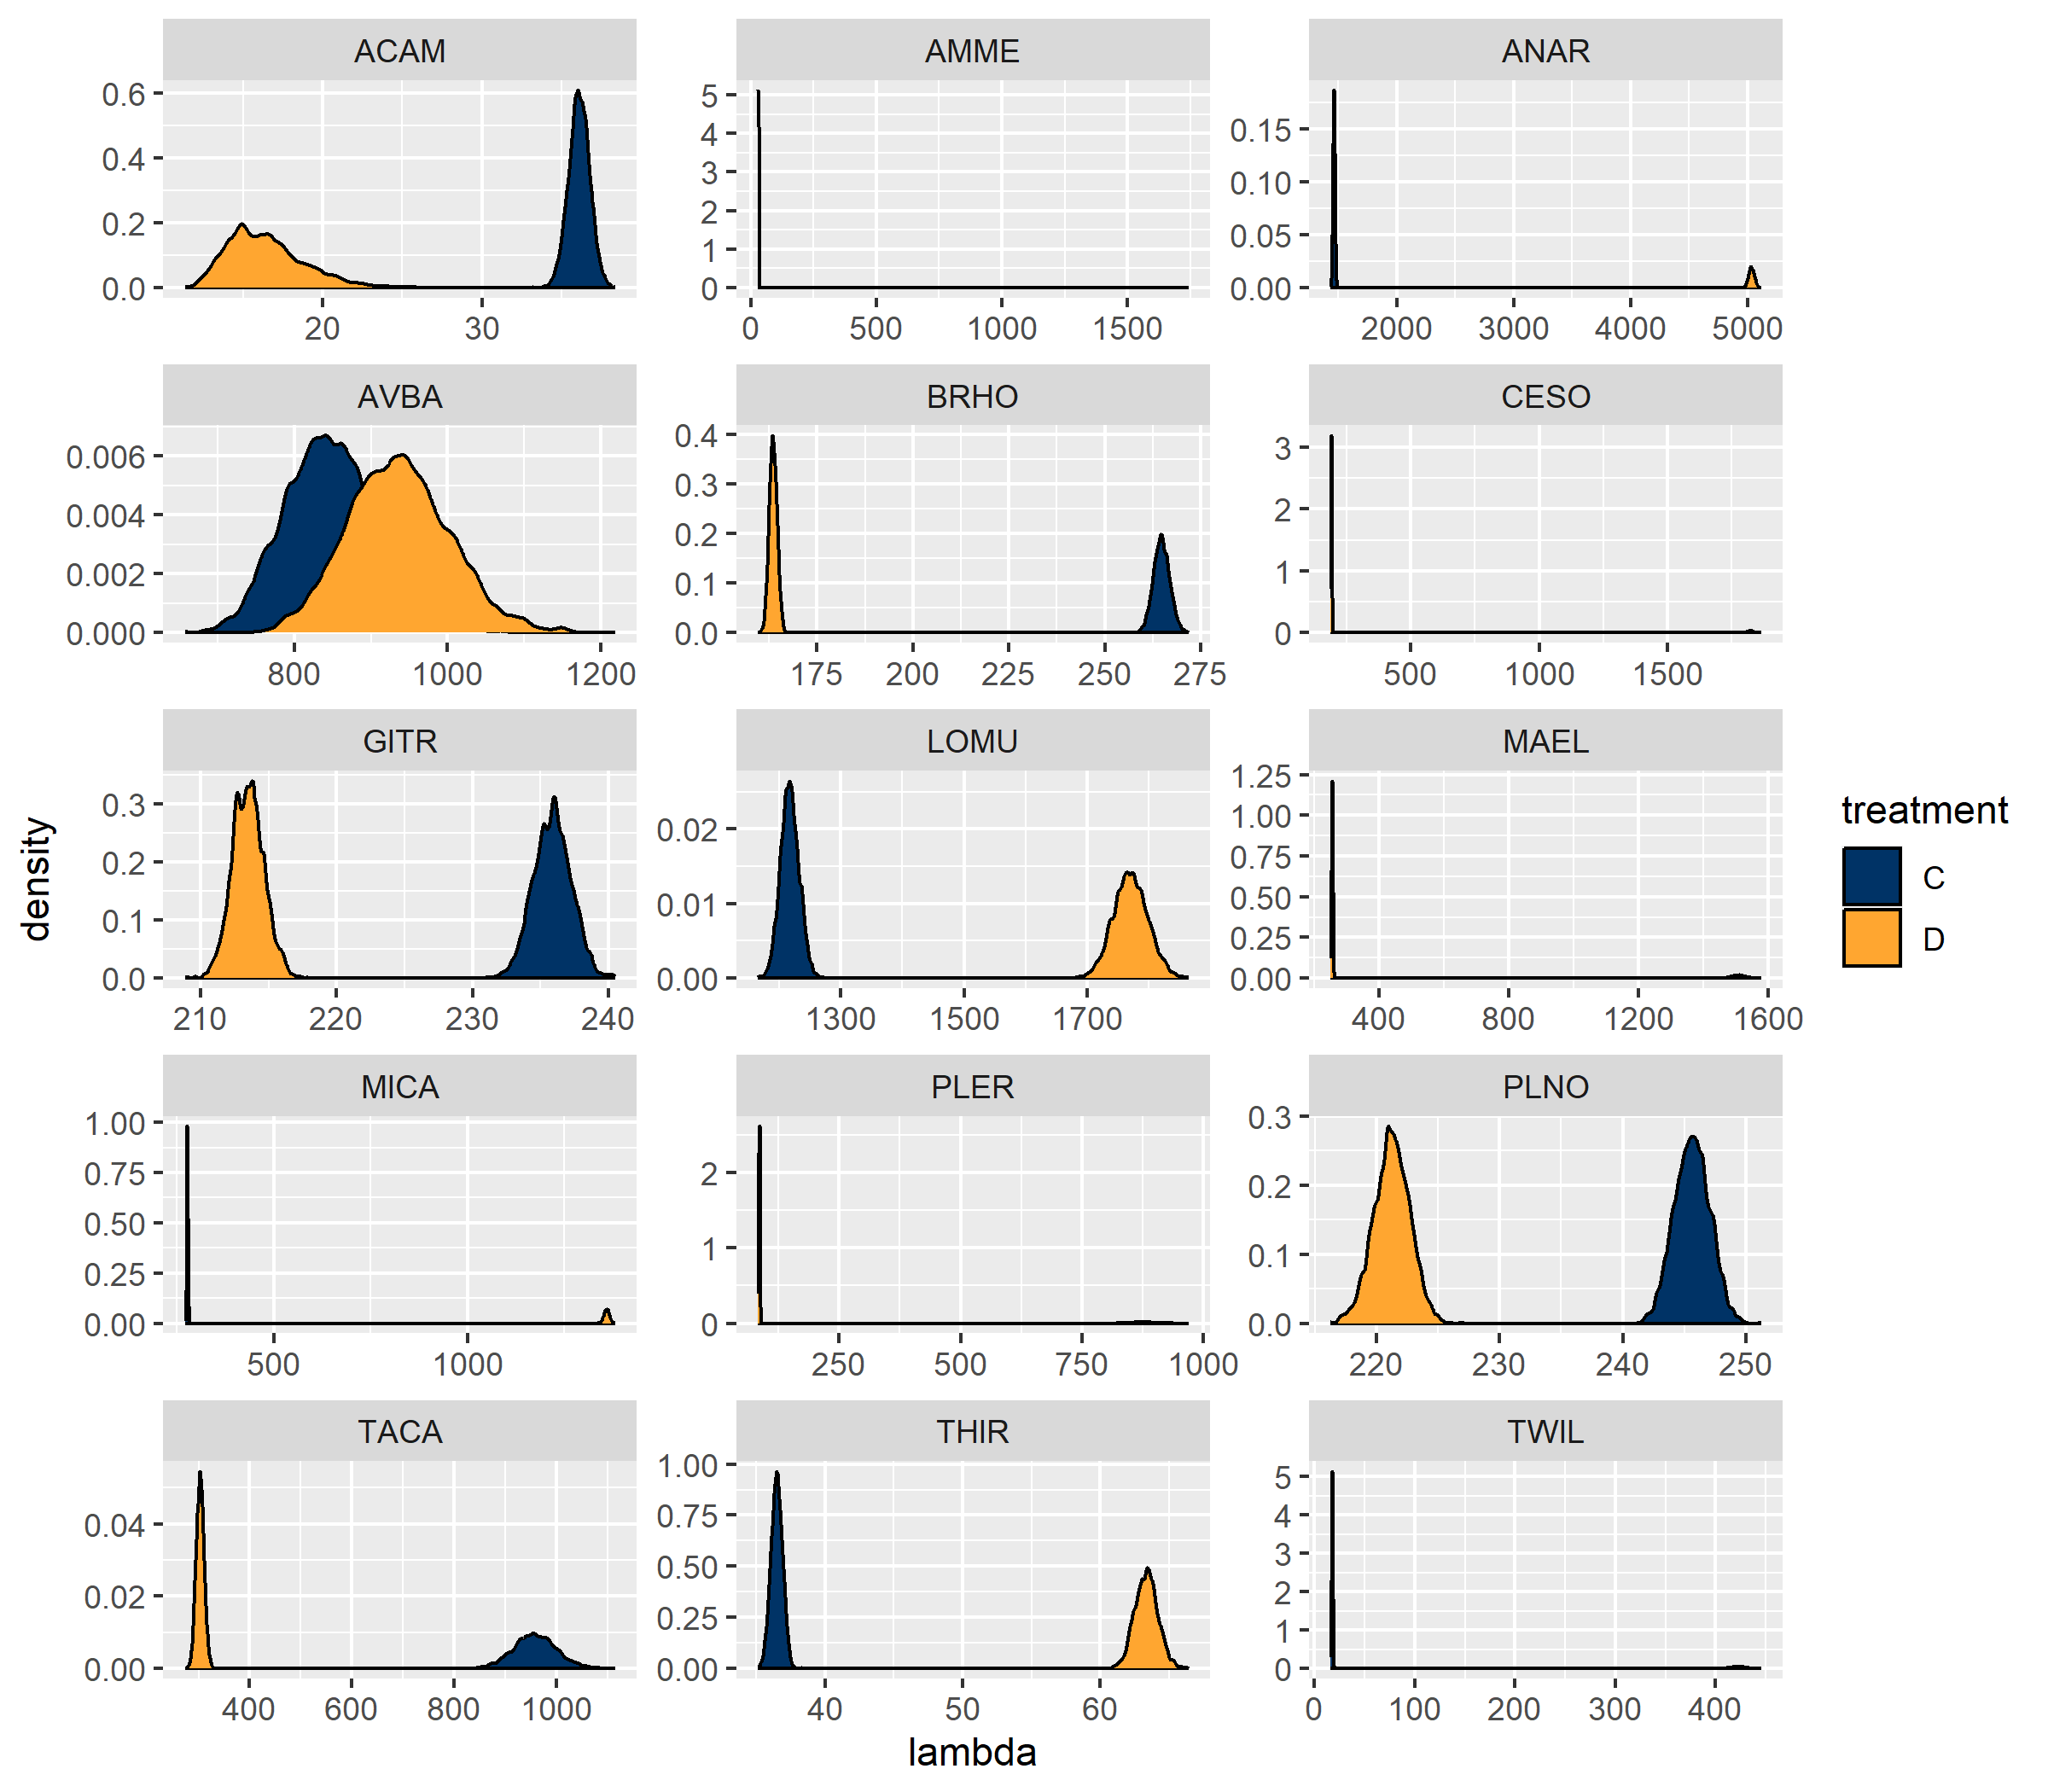 ACAM AMME ANAR
0.6 5
0.4 4 0.15
3 0.10
0.2 2 0.05
1
0.0 0 0.00
20 30 0 500 1000 1500 2000 3000 4000 5000
AVBA BRHO CESO
0.006 0.4 3
0.004 0.3 2
0.2
0.002 0.1 1
0.000 0.0 0
800 1000 1200 175 200 225 250 275 500 1000 1500
GITR LOMU MAEL
0.3 0.02 1.25
0.2 1.00
0.75
0.1 0.01 0.50
0.25
0.0 0.00 0.00
210 220 230 240 1300 1500 1700 400 800 1200 1600
MICA PLER PLNO
1.00 0.3
0.75 2 0.2
0.50 1
0.25 0.1
0.00 0 0.0
500 1000 250 500 750 1000 220 230 240 250
TACA THIR TWIL
0.04 1.00 5
0.75 4
0.02 0.50 3
2
0.25 1
0.00 0.00 0
400 600 800 1000 40 50 60 0 100 200 300 400
lambda
density
treatment
C
D